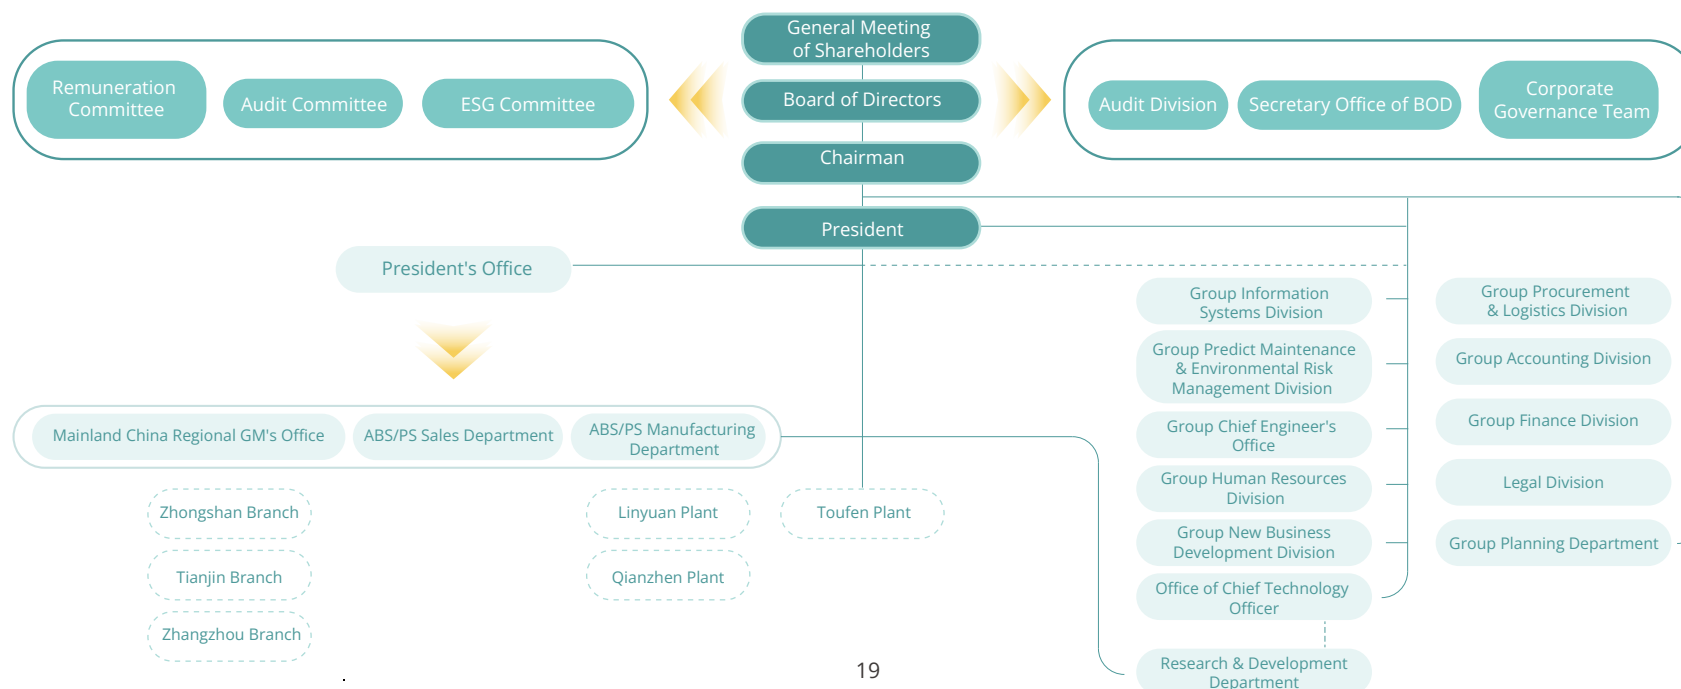 General Meeting
of Shareholders
Remuneration
Committee
Audit Committee
ESG Committee
Board of Directors
Audit Division
Secretary Office of BOD
Corporate
Governance Team
Chairman
President
President's Office
Group Information
Systems Division
Group Procurement
& Logistics Division
Group Predict Maintenance
& Environmental Risk
Management Division
Group Accounting Division
Mainland China Regional GM's Office
ABS/PS Sales Department
ABS/PS Manufacturing
Department
Group Chief Engineer's
Office
Group Finance Division
Group Human Resources
Division
Legal Division
Zhongshan Branch
Linyuan Plant
Toufen Plant
Group New Business
Development Division
Group Planning Department
Tianjin Branch
Qianzhen Plant
Office of Chief Technology
Officer
Zhangzhou Branch
Research & Development
Department
19